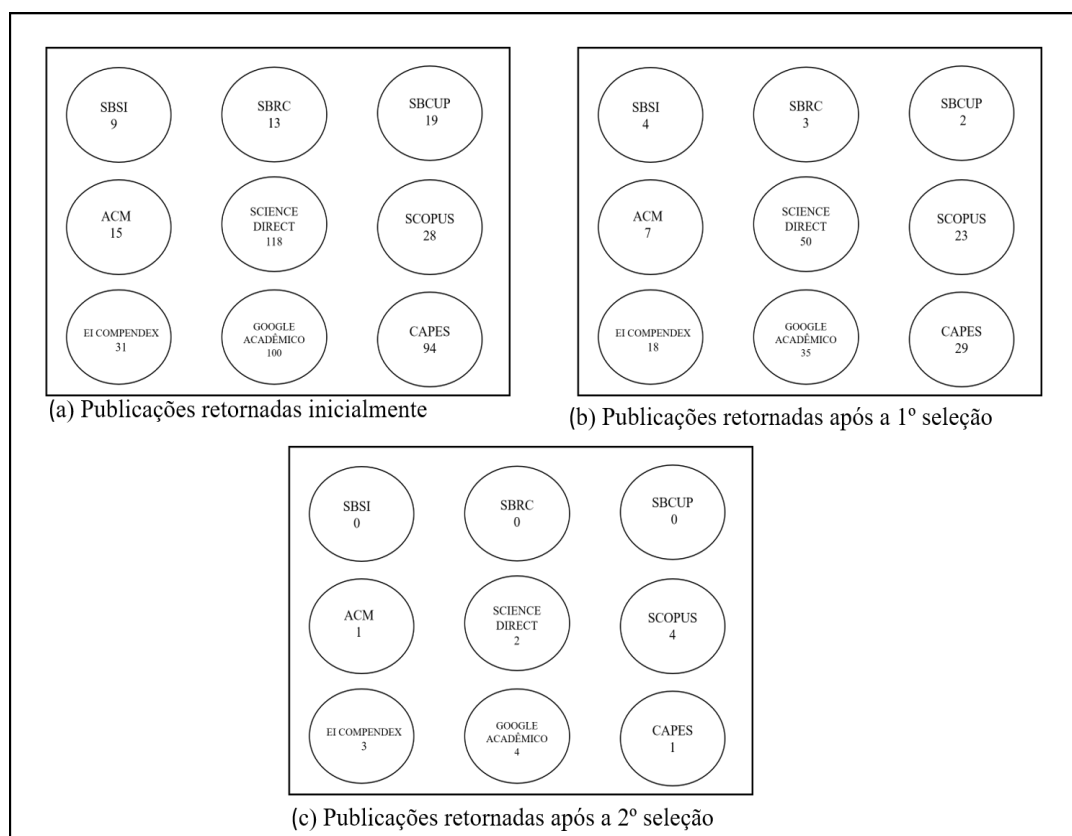 SBSI
9
SBRC
13
SBCUP
19
ACM
15
SCIENCE
DIRECT
118
SCOPUS
28
EI COMPENDEX
31
GOOGLE
ACADÊMICO
100
CAPES
94
(a) Publicações retornadas inicialmente
SBSI
4
SBRC
3
SBCUP
2
ACM
7
SCIENCE
DIRECT
50
SCOPUS
23
EI COMPENDEX
18
GOOGLE
ACADÊMICO
35
CAPES
29
(b) Publicações retornadas após a 1º seleção
SBSI
0
SBRC
0
SBCUP
0
ACM
1
SCIENCE
DIRECT
2
SCOPUS
4
EI COMPENDEX
3
GOOGLE
ACADÊMICO
4
CAPES
1
(c) Publicações retornadas após a 2º seleção